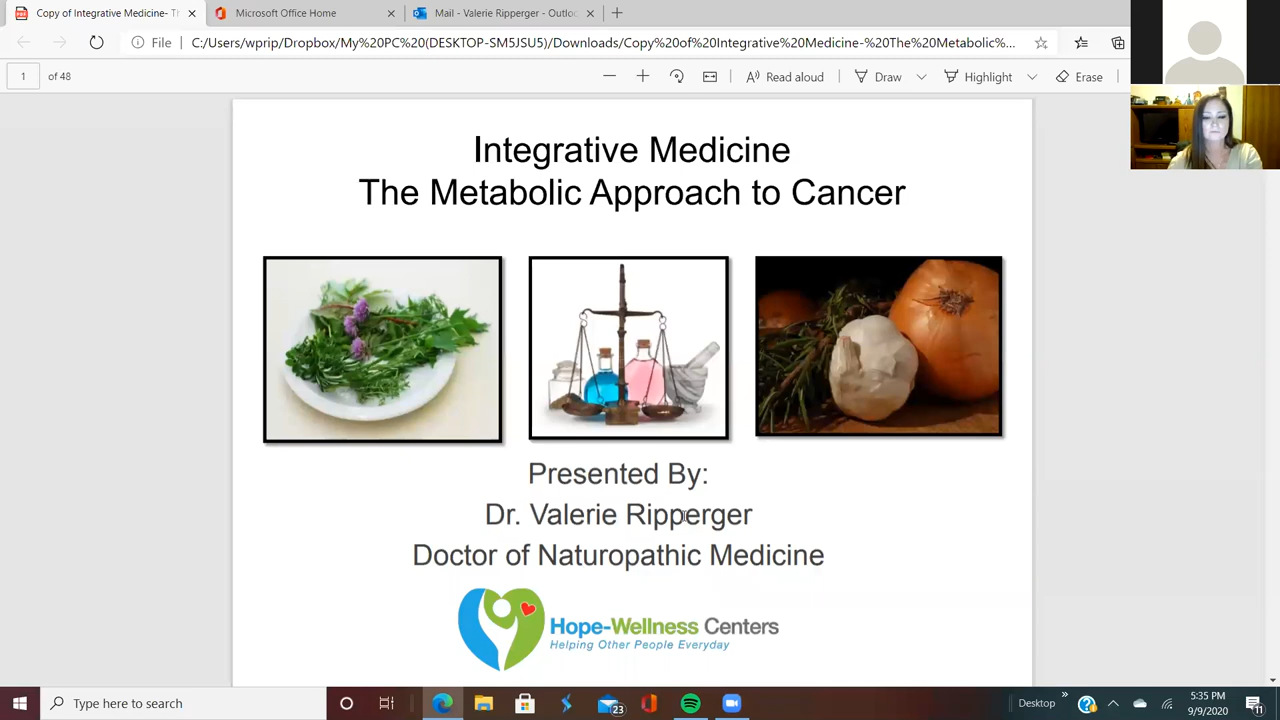 Copy of Integrative Medicine- Th
Microsoft Office Home
Mail - Valerie Ripperger - Outloo
File
C:/Users/wprip/Dropbox/My%20PC%20(DESKTOP-SM5JSU5)/Downloads/Copy%20of%20Integrative%20Medicine-%20The%20Metabolic%...
1 of 48
Read aloud
Draw
Highlight
Erase
Integrative Medicine
The Metabolic Approach to Cancer
Presented By:
Dr. Valerie Ripperger
Doctor of Naturopathic Medicine
Hope-Wellness Centers
Helping Other People Everyday
Type here to search
23
Desktop
»
5:35 PM
9/9/2020
11